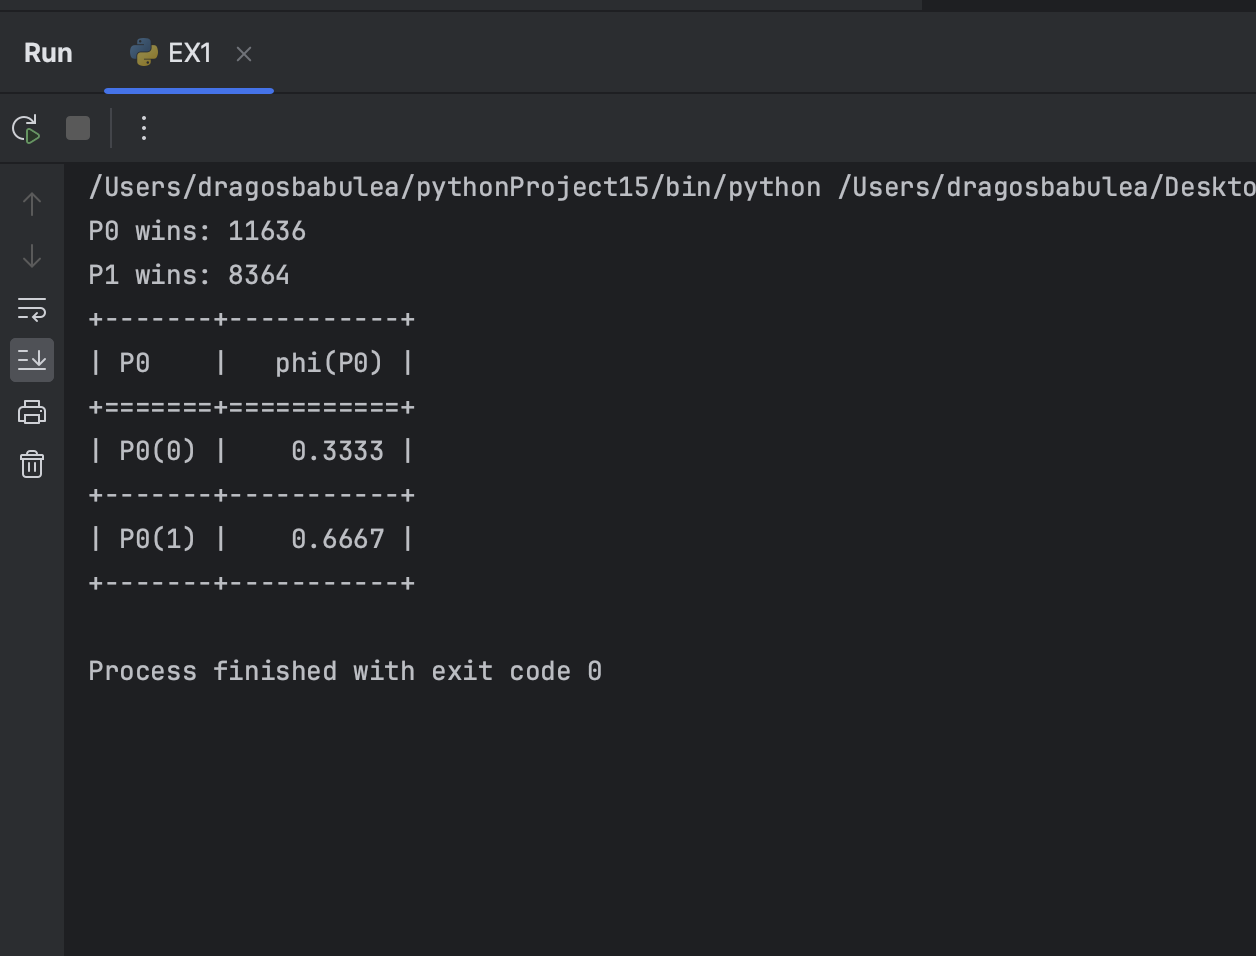 Run EX1
/Users/dragosbabulea/pythonProject15/bin/python /Users/dragosbabulea/Deskto
P0 wins: 11636
P1 wins: 8364
+-------+-----------+
| P0    |   phi(P0) |
+=======+===========+
| P0(0) |    0.3333 |
+-------+-----------+
| P0(1) |    0.6667 |
+-------+-----------+
Process finished with exit code 0